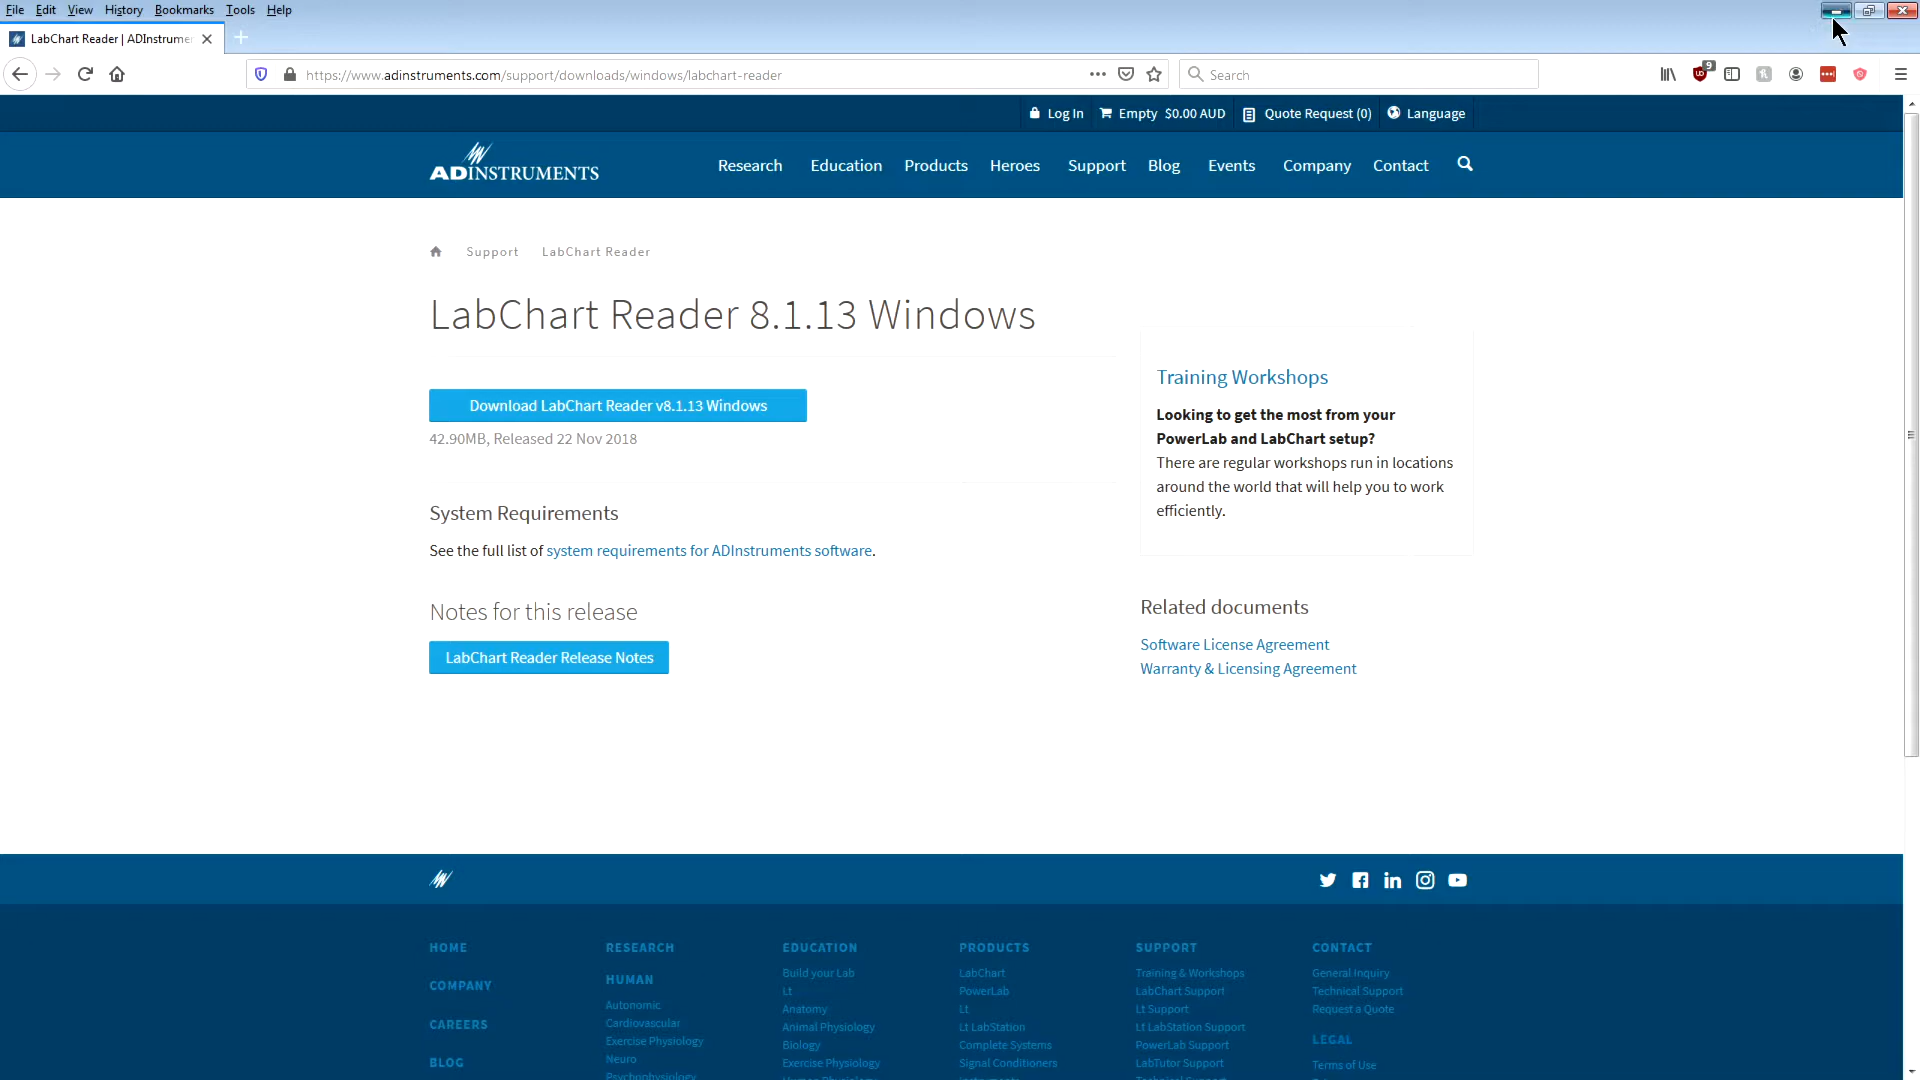 File Edit View History Bookmarks Tools Help
LabChart Reader | ADInstrumen
https://www.adinstruments.com/support/downloads/windows/labchart-reader
Search
9
Log In Empty $0.00 AUD Quote Request (0) Language
ADINSTRUMENTS
Research Education Products Heroes Support Blog Events Company Contact
Support LabChart Reader
LabChart Reader 8.1.13 Windows
Download LabChart Reader v8.1.13 Windows
42.90MB, Released 22 Nov 2018
System Requirements
See the full list of system requirements for ADInstruments software.
Notes for this release
LabChart Reader Release Notes
Training Workshops
Looking to get the most from your
PowerLab and LabChart setup?
There are regular workshops run in locations
around the world that will help you to work
efficiently.
Related documents
Software License Agreement
Warranty & Licensing Agreement
HOME
COMPANY
CAREERS
BLOG
RESEARCH
HUMAN
Autonomic
Cardiovascular
Exercise Physiology
Neuro
Psychophysiology
EDUCATION
Build your Lab
Lt
Anatomy
Animal Physiology
Biology
Exercise Physiology
Human Physiology
PRODUCTS
LabChart
PowerLab
Lt
Lt LabStation
Complete Systems
Signal Conditioners
Instruments
SUPPORT
Training & Workshops
LabChart Support
Lt Support
Lt LabStation Support
PowerLab Support
LabTutor Support
Technical Support
CONTACT
General Inquiry
Technical Support
Request a Quote
LEGAL
Terms of Use